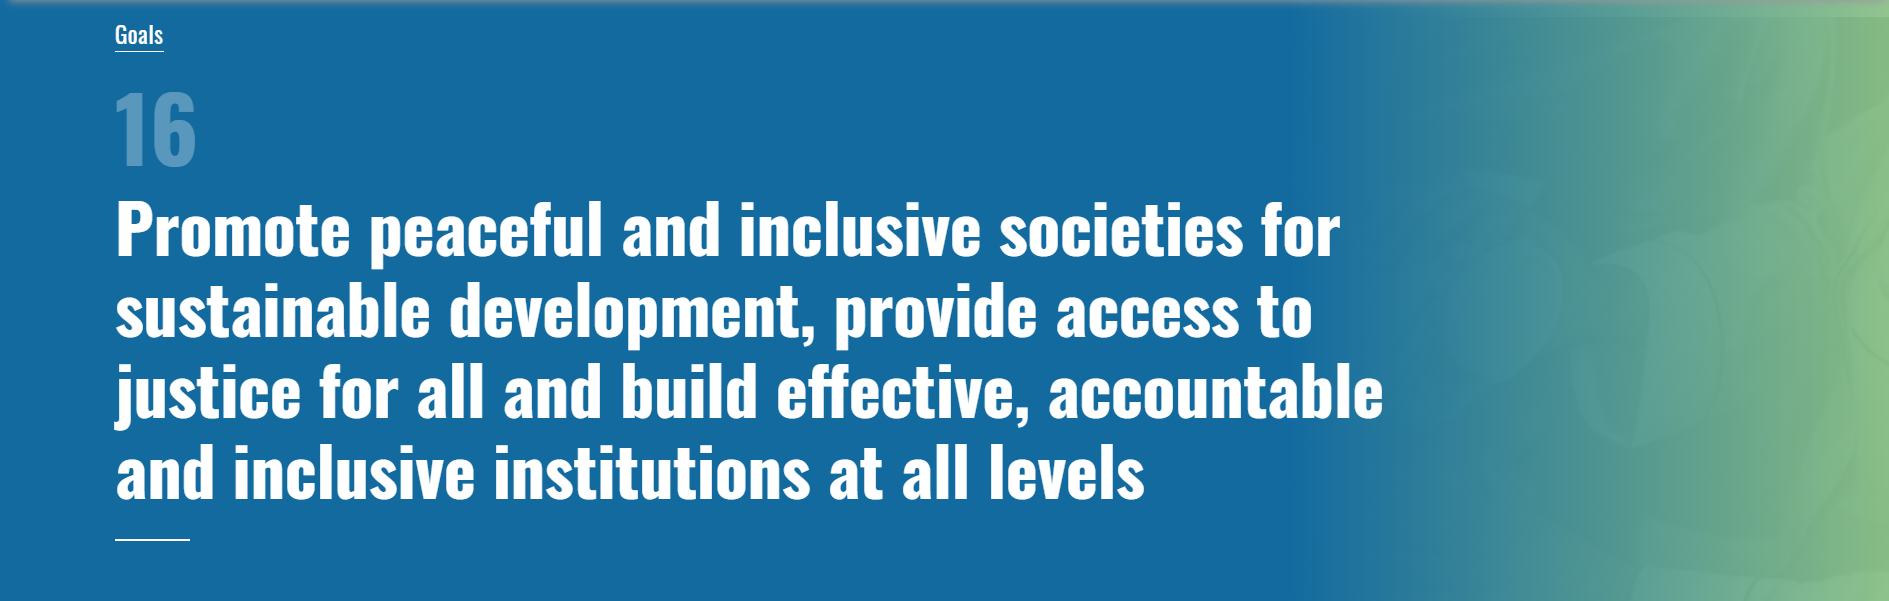 Goals
16
Promote peaceful and inclusive societies for
sustainable development, provide access to
justice for all and build effective, accountable
and inclusive institutions at all levels